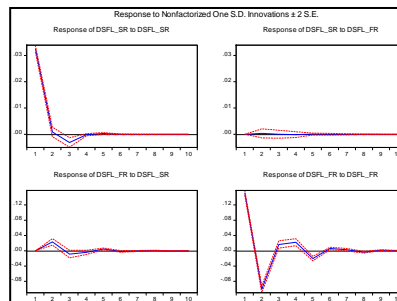 Response to Nonfactorized One S.D. Innovations ± 2 S.E.
Response of DSFL_SR to DSFL_SR
Response of DSFL_SR to DSFL_FR
.03
.02
.01
.00
1 2 3 4 5 6 7 8 9 10
.03
.02
.01
.00
1 2 3 4 5 6 7 8 9
Response of DSFL_FR to DSFL_SR
Response of DSFL_FR to DSFL_FR
.12
.08
.04
.00
-.04
-.08
1 2 3 4 5 6 7 8 9 10
.12
.08
.04
.00
-.04
-.08
1 2 3 4 5 6 7 8 9